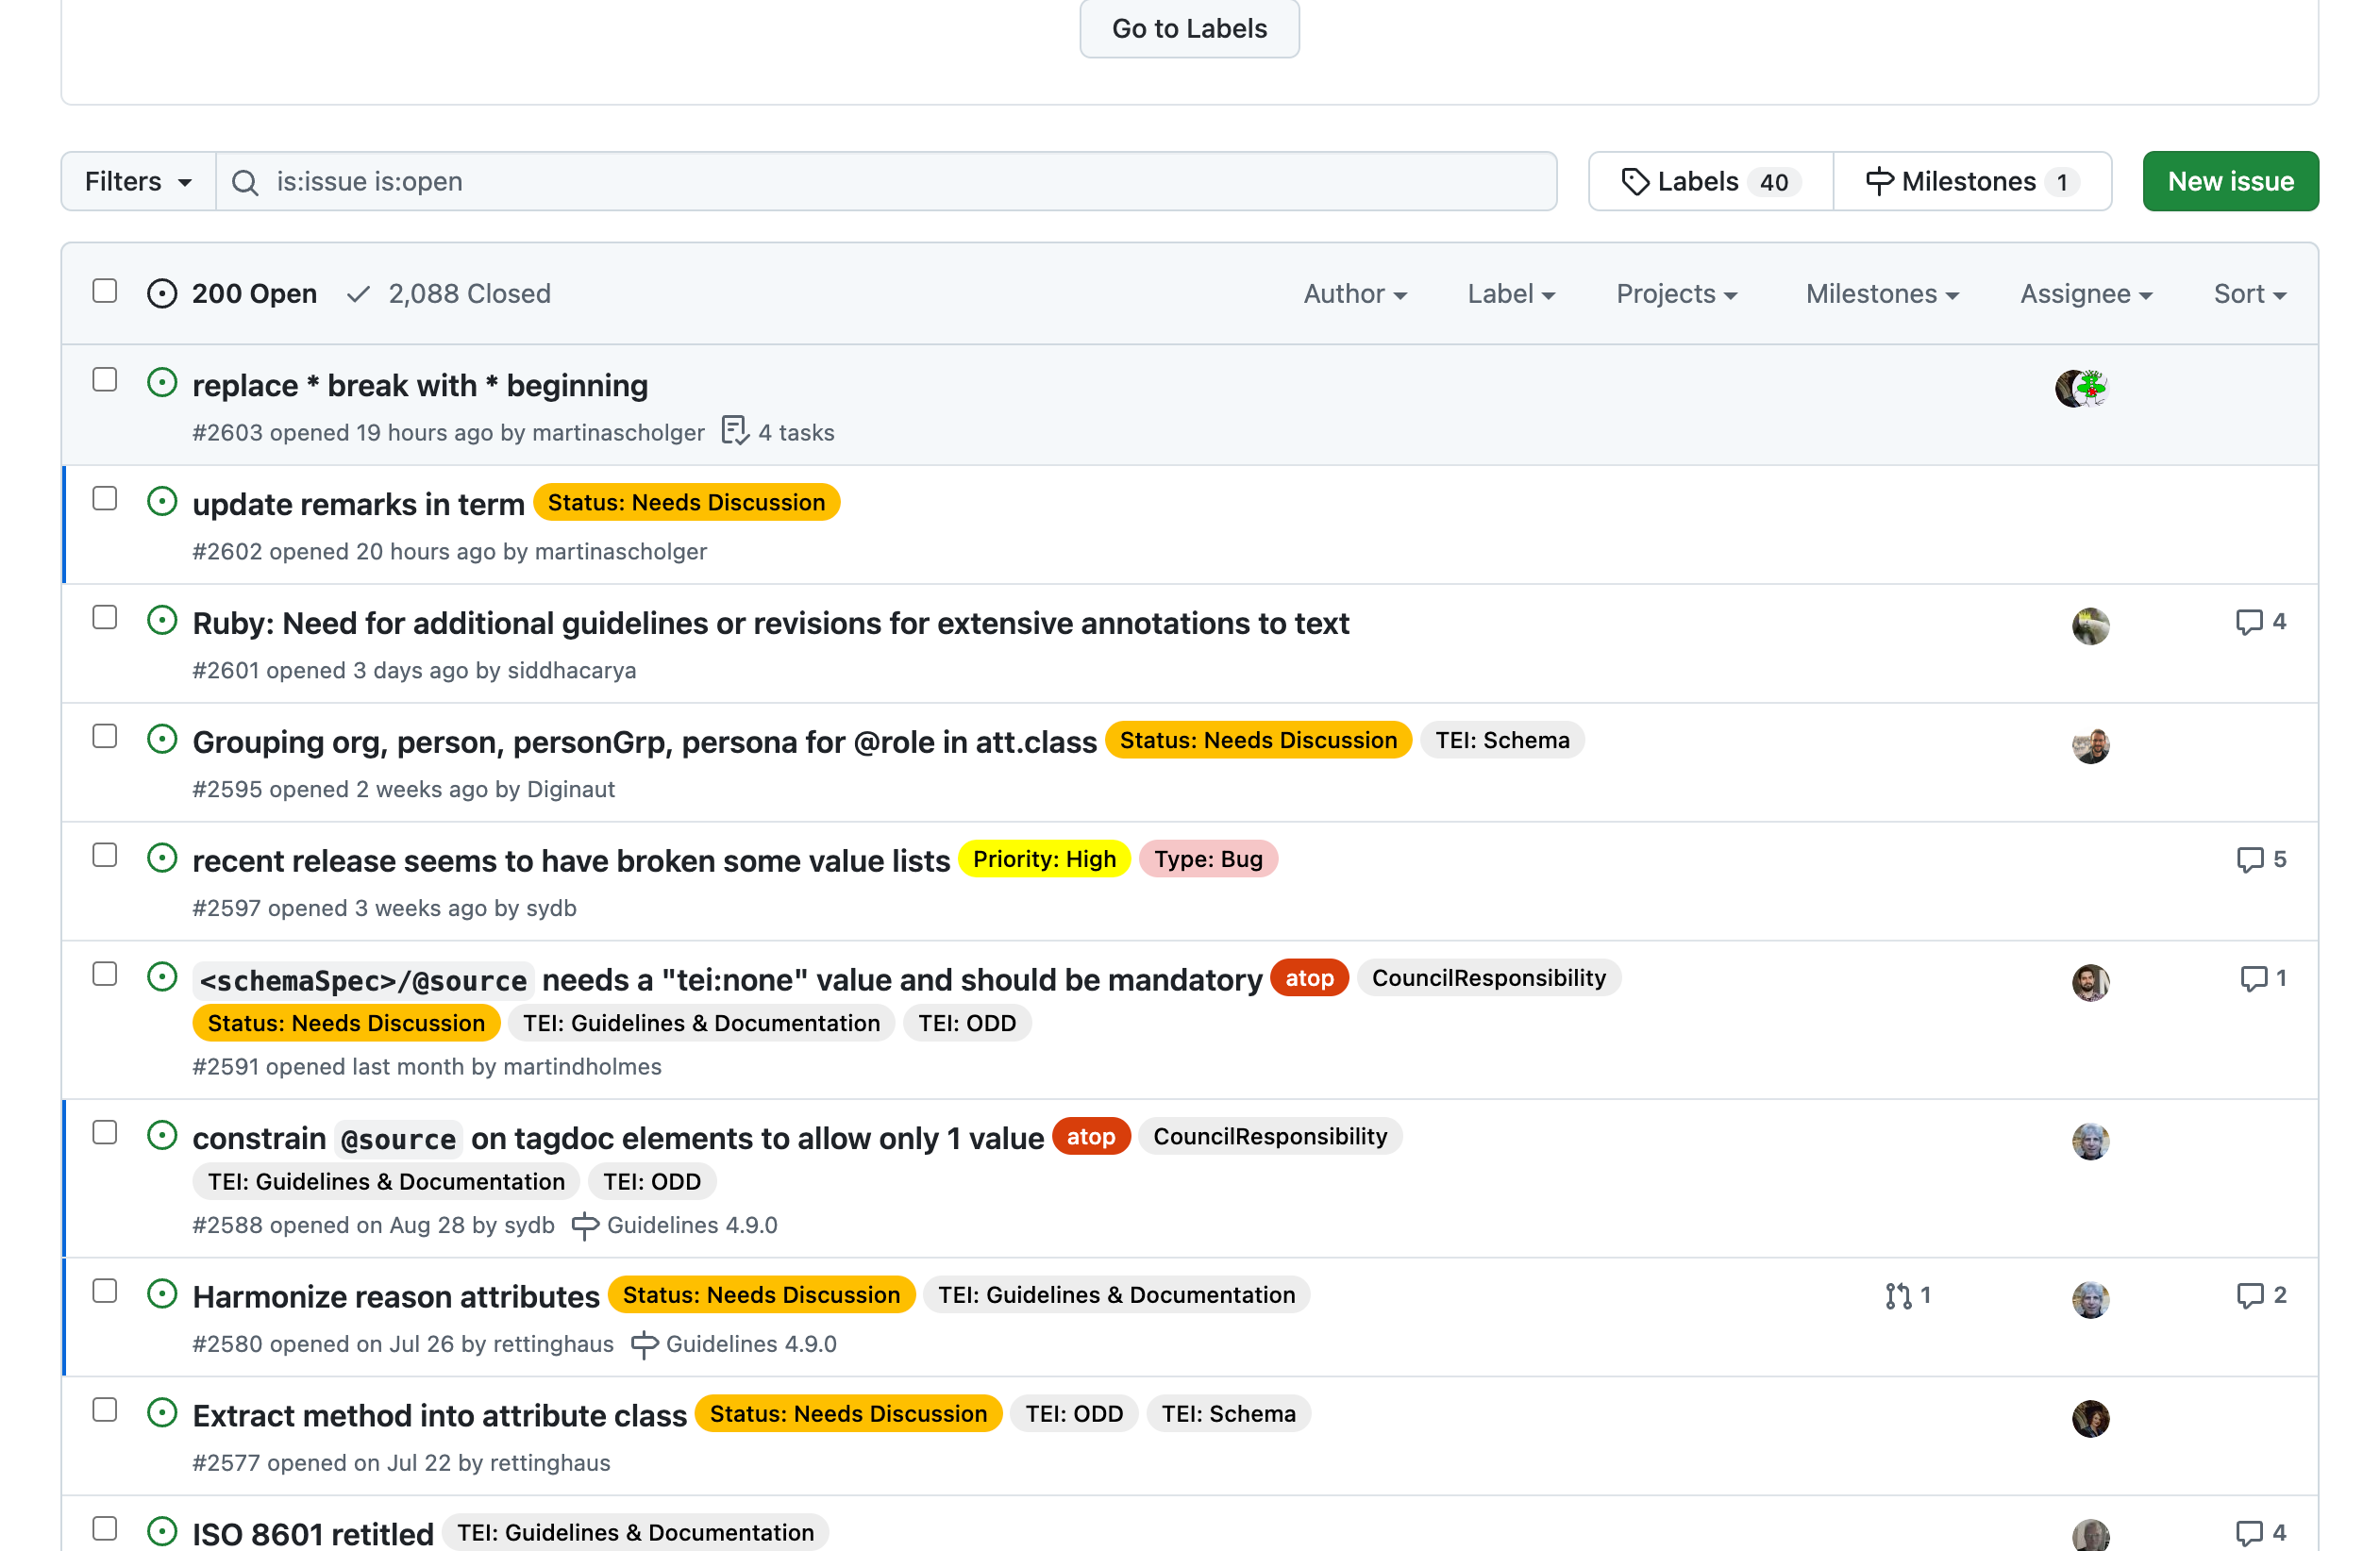 Go to Labels
Filters is:issue is:open Labels 40 Milestones 1 New issue
200 Open 2,088 Closed Author Label Projects Milestones Assignee Sort
replace * break with * beginning
#2603 opened 19 hours ago by martinascholger 4 tasks
update remarks in term Status: Needs Discussion
#2602 opened 20 hours ago by martinascholger
Ruby: Need for additional guidelines or revisions for extensive annotations to text 4
#2601 opened 3 days ago by siddhacarya
Grouping org, person, personGrp, persona for @role in att.class Status: Needs Discussion TEI: Schema
#2595 opened 2 weeks ago by Diginaut
recent release seems to have broken some value lists Priority: High Type: Bug 5
#2597 opened 3 weeks ago by sydb
<schemaSpec>/@source needs a "tei:none" value and should be mandatory atop CouncilResponsibility 1
Status: Needs Discussion TEI: Guidelines & Documentation TEI: ODD
#2591 opened last month by martindholmes
constrain @source on tagdoc elements to allow only 1 value atop CouncilResponsibility
TEI: Guidelines & Documentation TEI: ODD
#2588 opened on Aug 28 by sydb Guidelines 4.9.0
Harmonize reason attributes Status: Needs Discussion TEI: Guidelines & Documentation 1 2
#2580 opened on Jul 26 by rettinghaus Guidelines 4.9.0
Extract method into attribute class Status: Needs Discussion TEI: ODD TEI: Schema
#2577 opened on Jul 22 by rettinghaus
ISO 8601 retitled TEI: Guidelines & Documentation 4